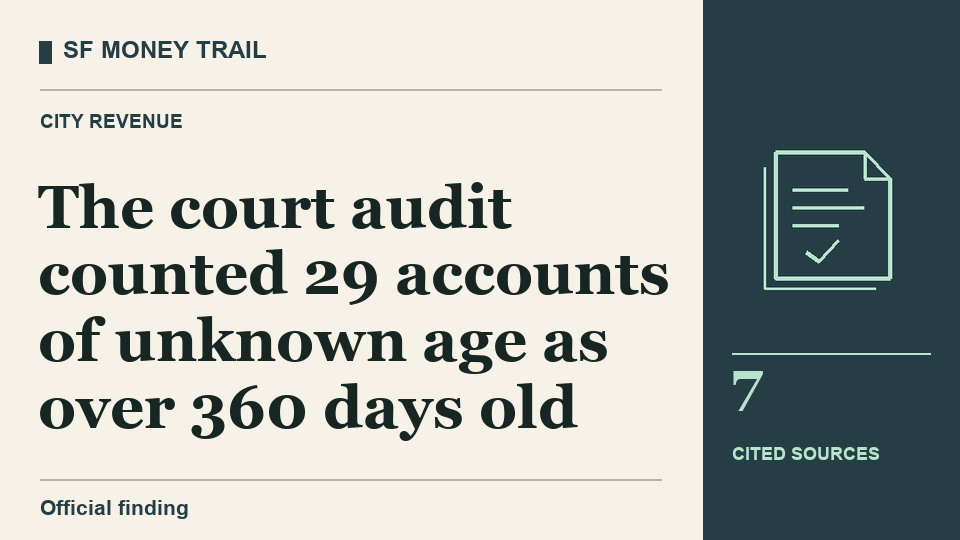 SF MONEY TRAIL
CITY REVENUE
The court audit
counted 29 accounts
of unknown age as
over 360 days old
Official finding
7
CITED SOURCES